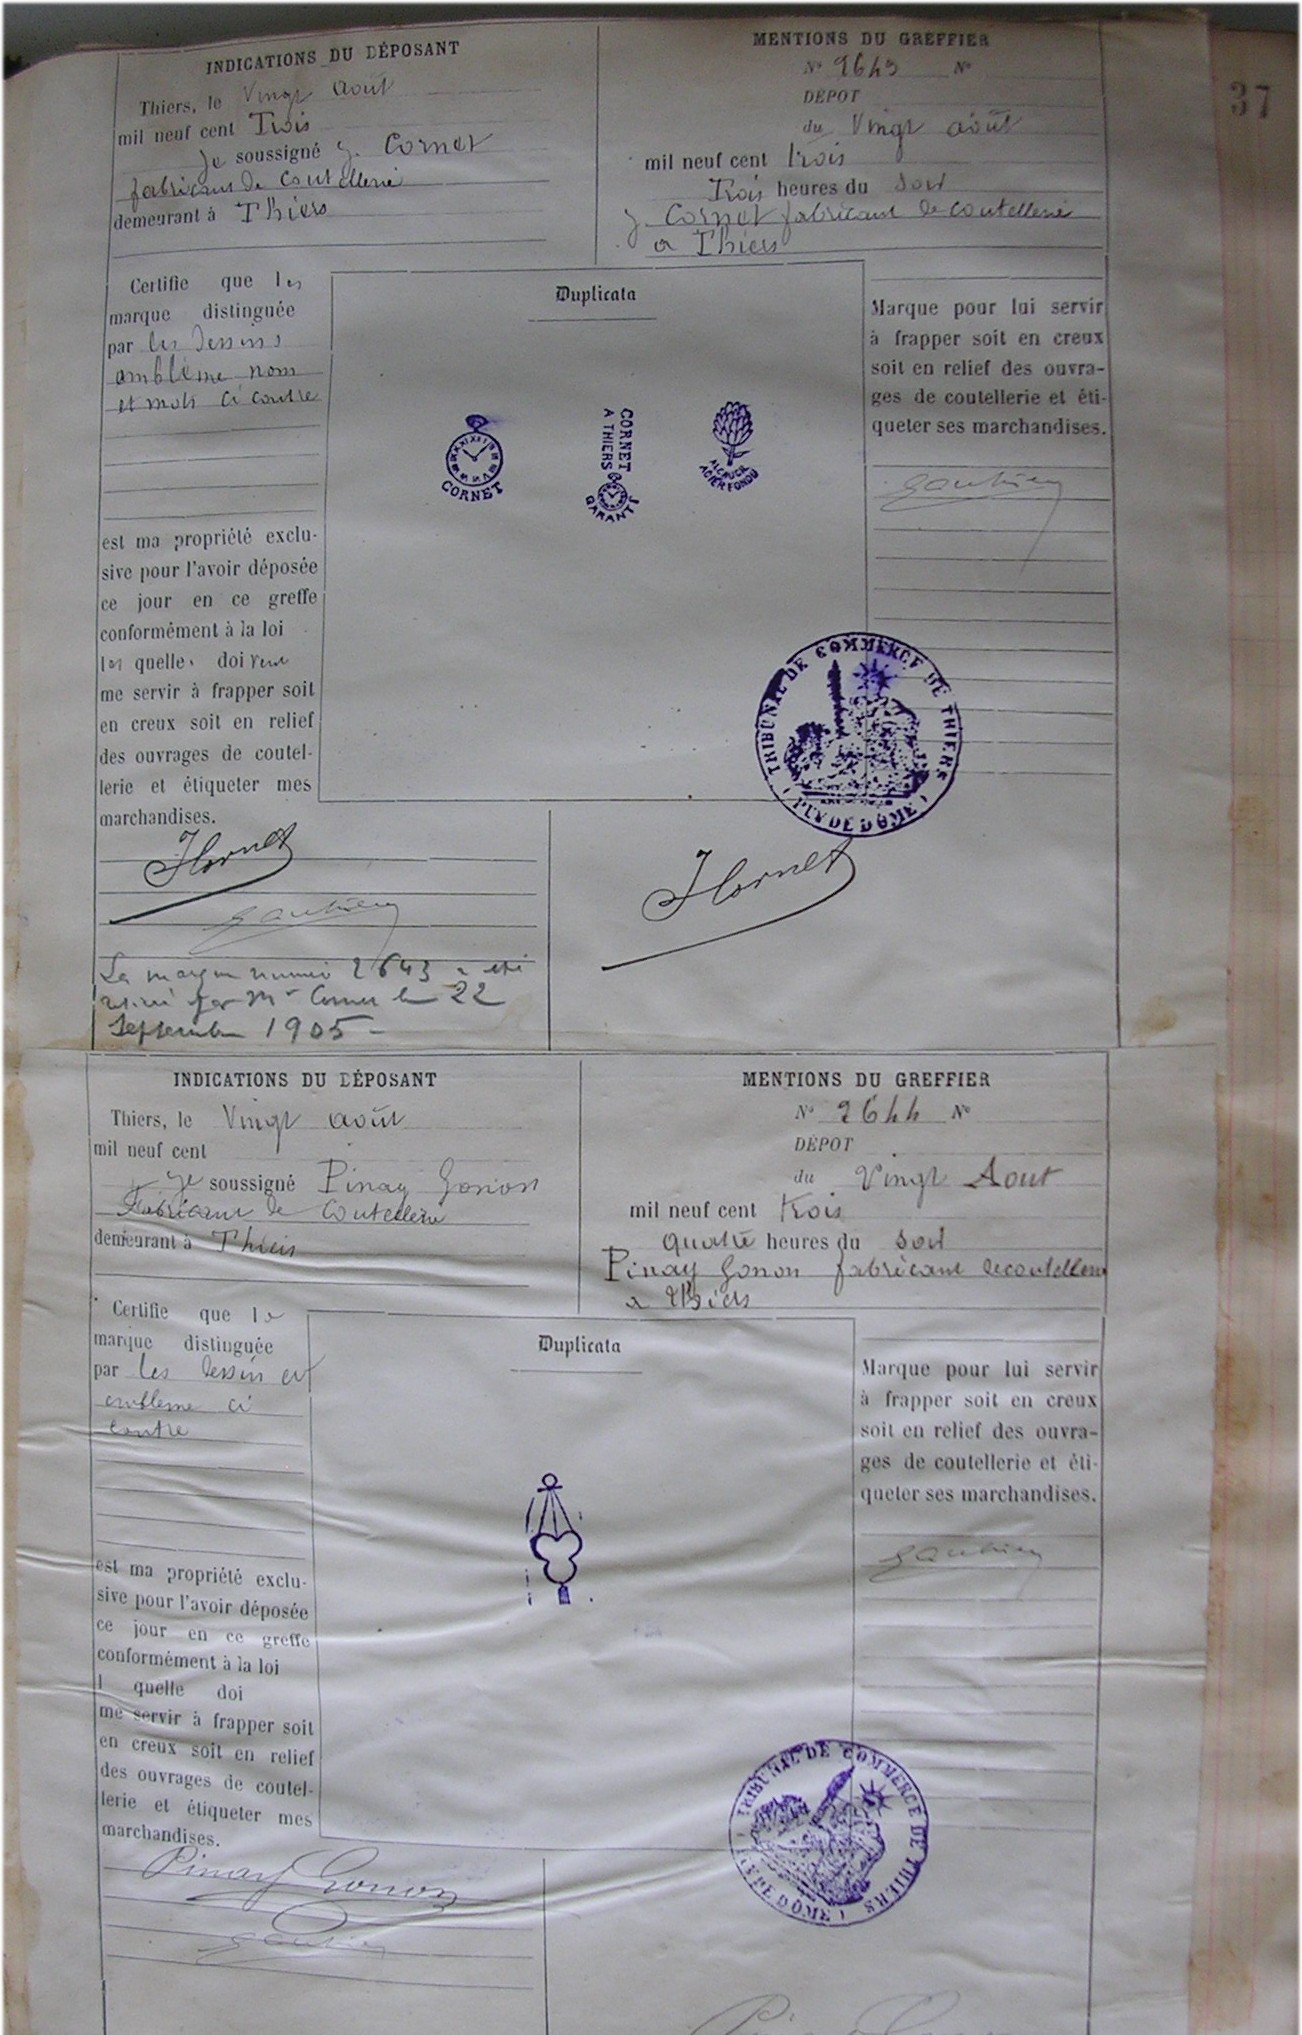 37
INDICATIONS DU DÉPOSANT
Thiers, le Vingt août
mil neuf cent Trois
Je soussigné J. Cornet
fabricant de Coutellerie
demeurant à Thiers
MENTIONS DU GREFFIER
N° 2643 N°
DÉPOT
du Vingt août
mil neuf cent trois
Trois heures du soir
J. Cornet fabricant de coutellerie
a Thiers
Certifie que les
marque distinguée
par les dessins
amblème nom
et mots ci contre
est ma propriété exclu-
sive pour l'avoir déposée
ce jour en ce greffe
conformément à la loi
les quelles doivent
me servir à frapper soit
en creux soit en relief
des ouvrages de coutel-
lerie et étiqueter mes
marchandises.
Duplicata
CORNET
CORNET
A THIERS
GARANTI
ACIER FONDU
Marque pour lui servir
à frapper soit en creux
soit en relief des ouvra-
ges de coutellerie et éti-
queter ses marchandises.
TRIBUNAL DE COMMERCE DE THIERS
(PUY DE DÔME)
JCornet
JCornet
La marque numéro 2643 a été
par Mr Cornet le 22
Septembre 1905 -
INDICATIONS DU DÉPOSANT
Thiers, le Vingt août
mil neuf cent
Je soussigné Pinay Gonon
Fabricant de Coutellerie
demeurant à Thiers
MENTIONS DU GREFFIER
N° 2644 N°
DÉPOT
du Vingt Aout
mil neuf cent trois
quatre heures du soir
Pinay Gonon fabricant de coutellerie
a Thiers
Certifie que le
marque distinguée
par les dessin et
embleme ci
contre
est ma propriété exclu-
sive pour l'avoir déposée
ce jour en ce greffe
conformément à la loi
l quelle doi
me servir à frapper soit
en creux soit en relief
des ouvrages de coutel-
lerie et étiqueter mes
marchandises.
Duplicata
Marque pour lui servir
à frapper soit en creux
soit en relief des ouvra-
ges de coutellerie et éti-
queter ses marchandises.
TRIBUNAL DE COMMERCE DE THIERS
(PUY DE DÔME)
Pinay Gonon